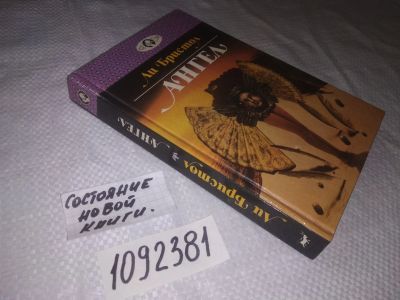 Ли Бристол
АНГЕЛ
Ли Бристол
АНГЕЛ
СОСТОЯНИЕ
НОВОЙ
КНИГИ.
1092381